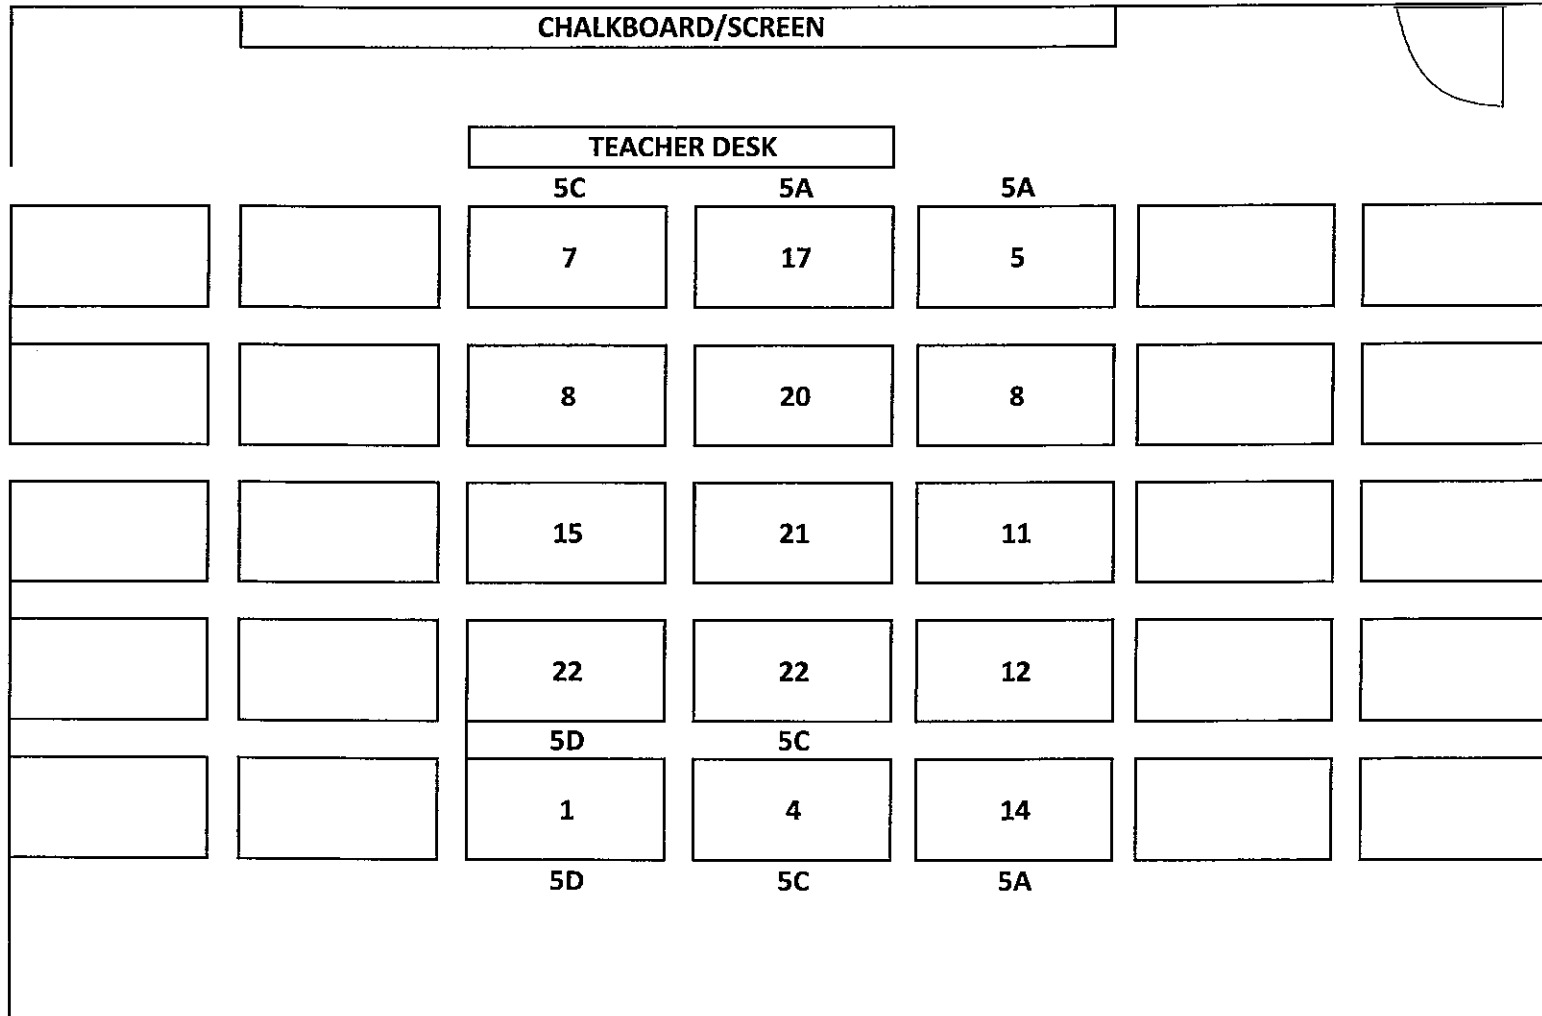 CHALKBOARD/SCREEN
TEACHER DESK
5C 5A 5A
7 17 5
8 20 8
15 21 11
22 22 12
5D 5C
1 4 14
5D 5C 5A